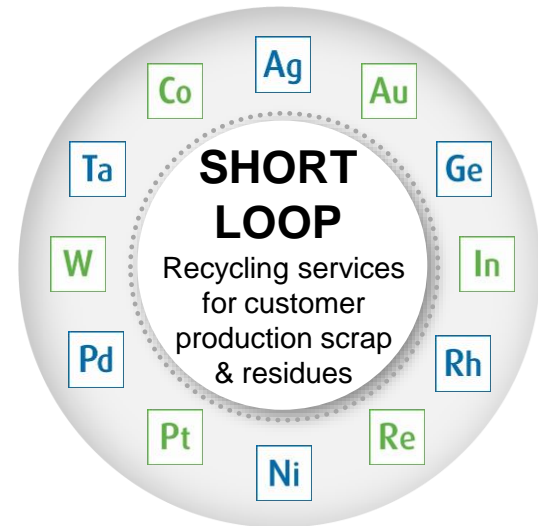 Ag
Au
Ge
In
Rh
Re
Ni
Pt
Pd
W
Ta
Co
SHORT
LOOP
Recycling services
for customer
production scrap
& residues